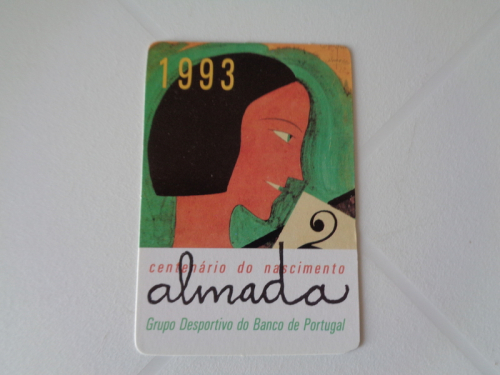 1993
centenário do nascimento
almada
Grupo Desportivo do Banco de Portugal